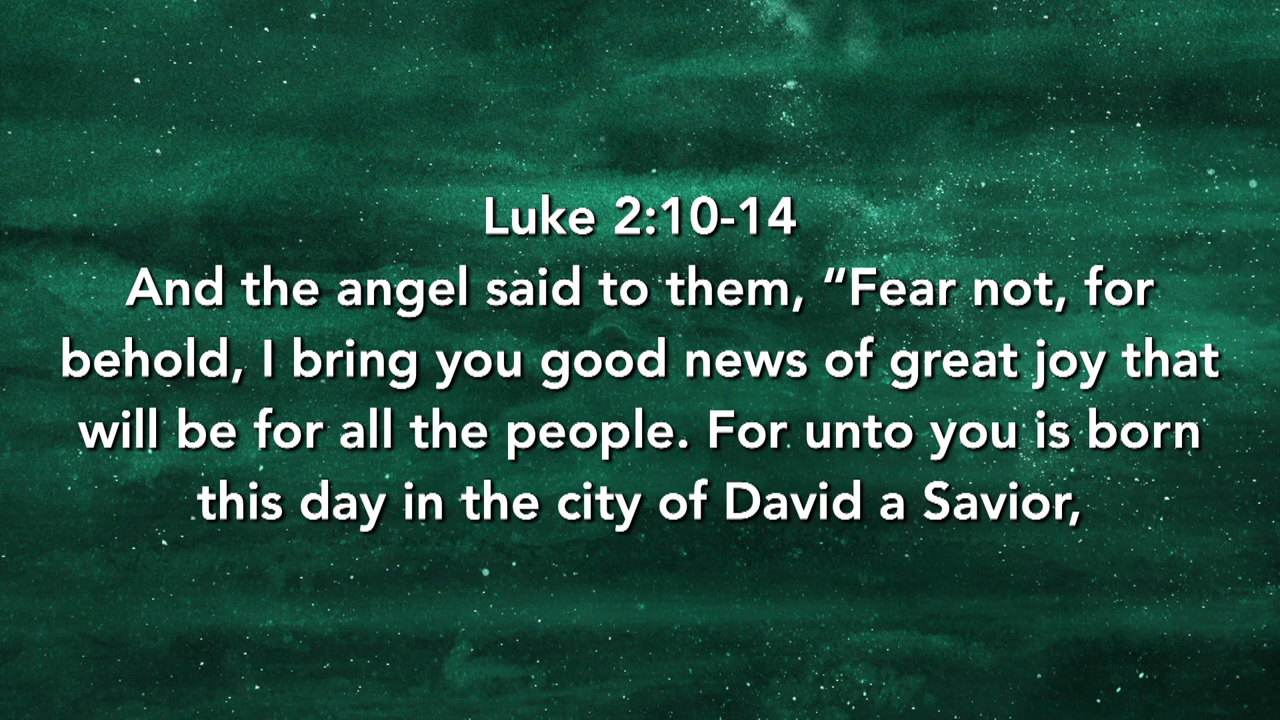 Luke 2:10-14
And the angel said to them, “Fear not, for
behold, I bring you good news of great joy that
will be for all the people. For unto you is born
this day in the city of David a Savior,